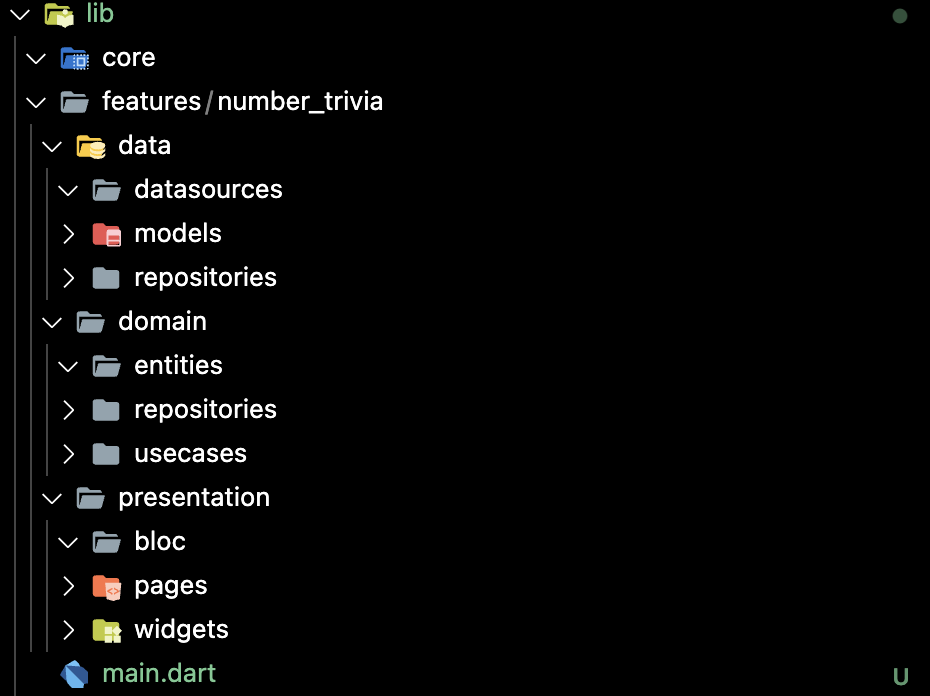 lib
core
features/number_trivia
data
datasources
models
repositories
domain
entities
repositories
usecases
presentation
bloc
pages
widgets
main.dart U